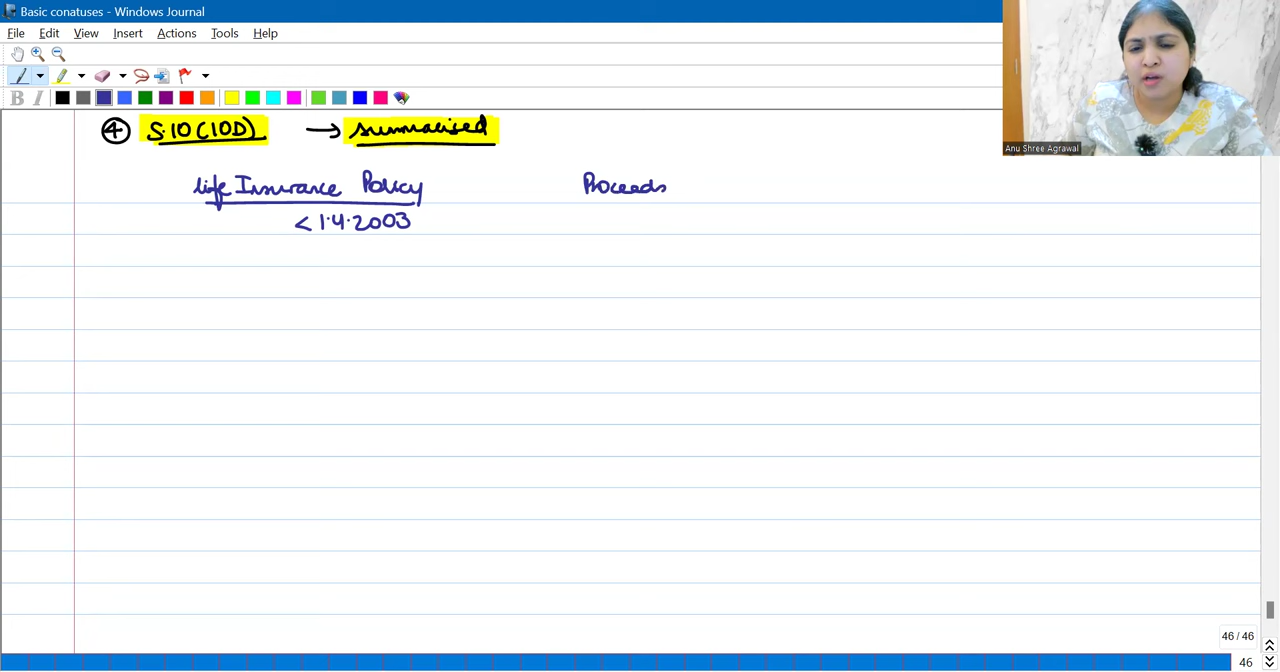 Basic conatuses - Windows Journal
File Edit View Insert Actions Tools Help
B I
④ S.10(10D) → summarised
Life Insurance Policy Proceeds
< 1.4.2003
Anu Shree Agrawal
46 / 46
46